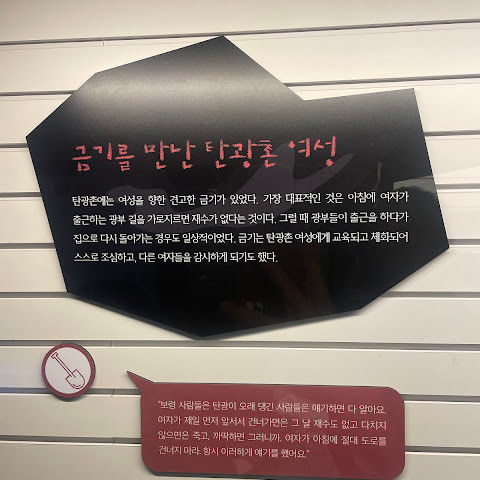 금기를 만난 탄광촌 여성
탄광촌에는 여성을 향한 견고한 금기가 있었다. 가장 대표적인 것은 아침에 여자가
출근하는 광부 길을 가로지르면 재수가 없다는 것이다. 그럴 때 광부들이 출근을 하다가
집으로 다시 돌아가는 경우도 일상적이었다. 금기는 탄광촌 여성에게 교육되고 체화되어
스스로 조심하고, 다른 여자들을 감시하게 되기도 했다.
"보령 사람들은 탄광이 오래 댕긴 사람들은 얘기하면 다 알아요.
여자가 제일 먼저 앞서서 건너가면은 그 날 재수도 없고 다치지
않으면은 죽고, 까딱하면 그러니까. 여자가 아침에 절대 도로를
건너지 마라. 항시 이러하게 얘기를 했어요."